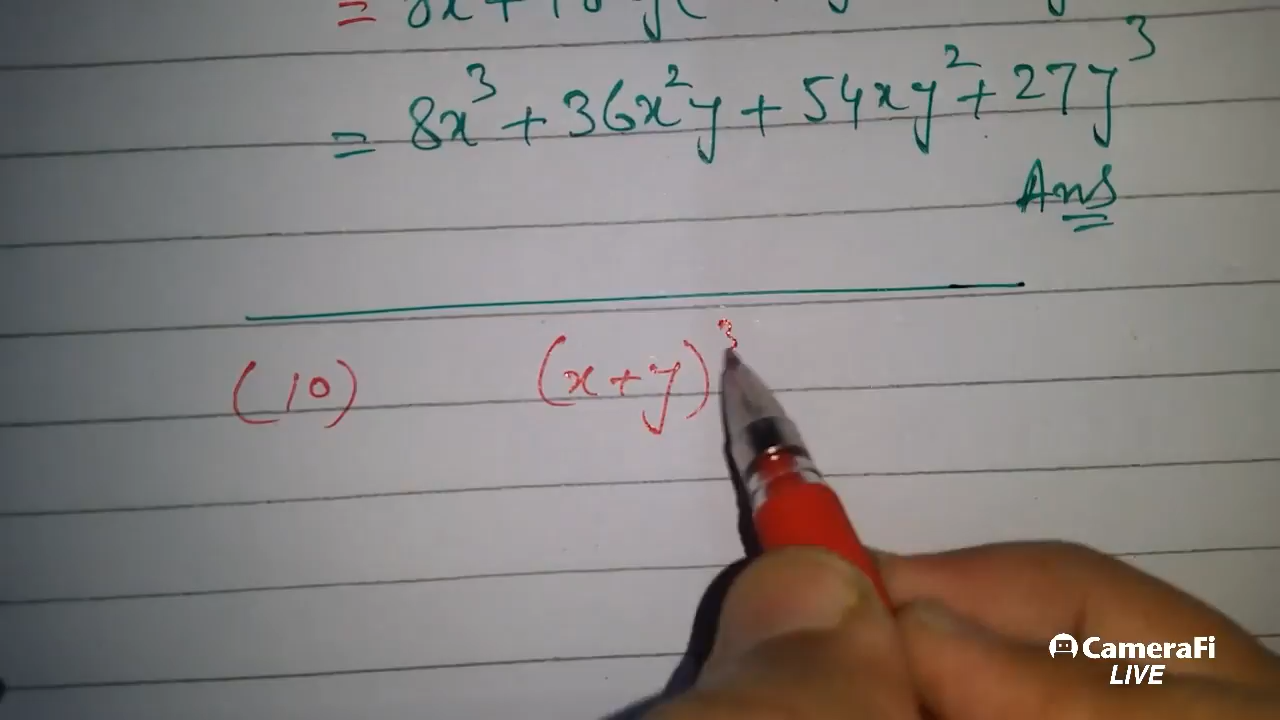 = 8x³ + 36x²y + 54xy² + 27y³
Ans
(10) (x+y)³
CameraFi
LIVE